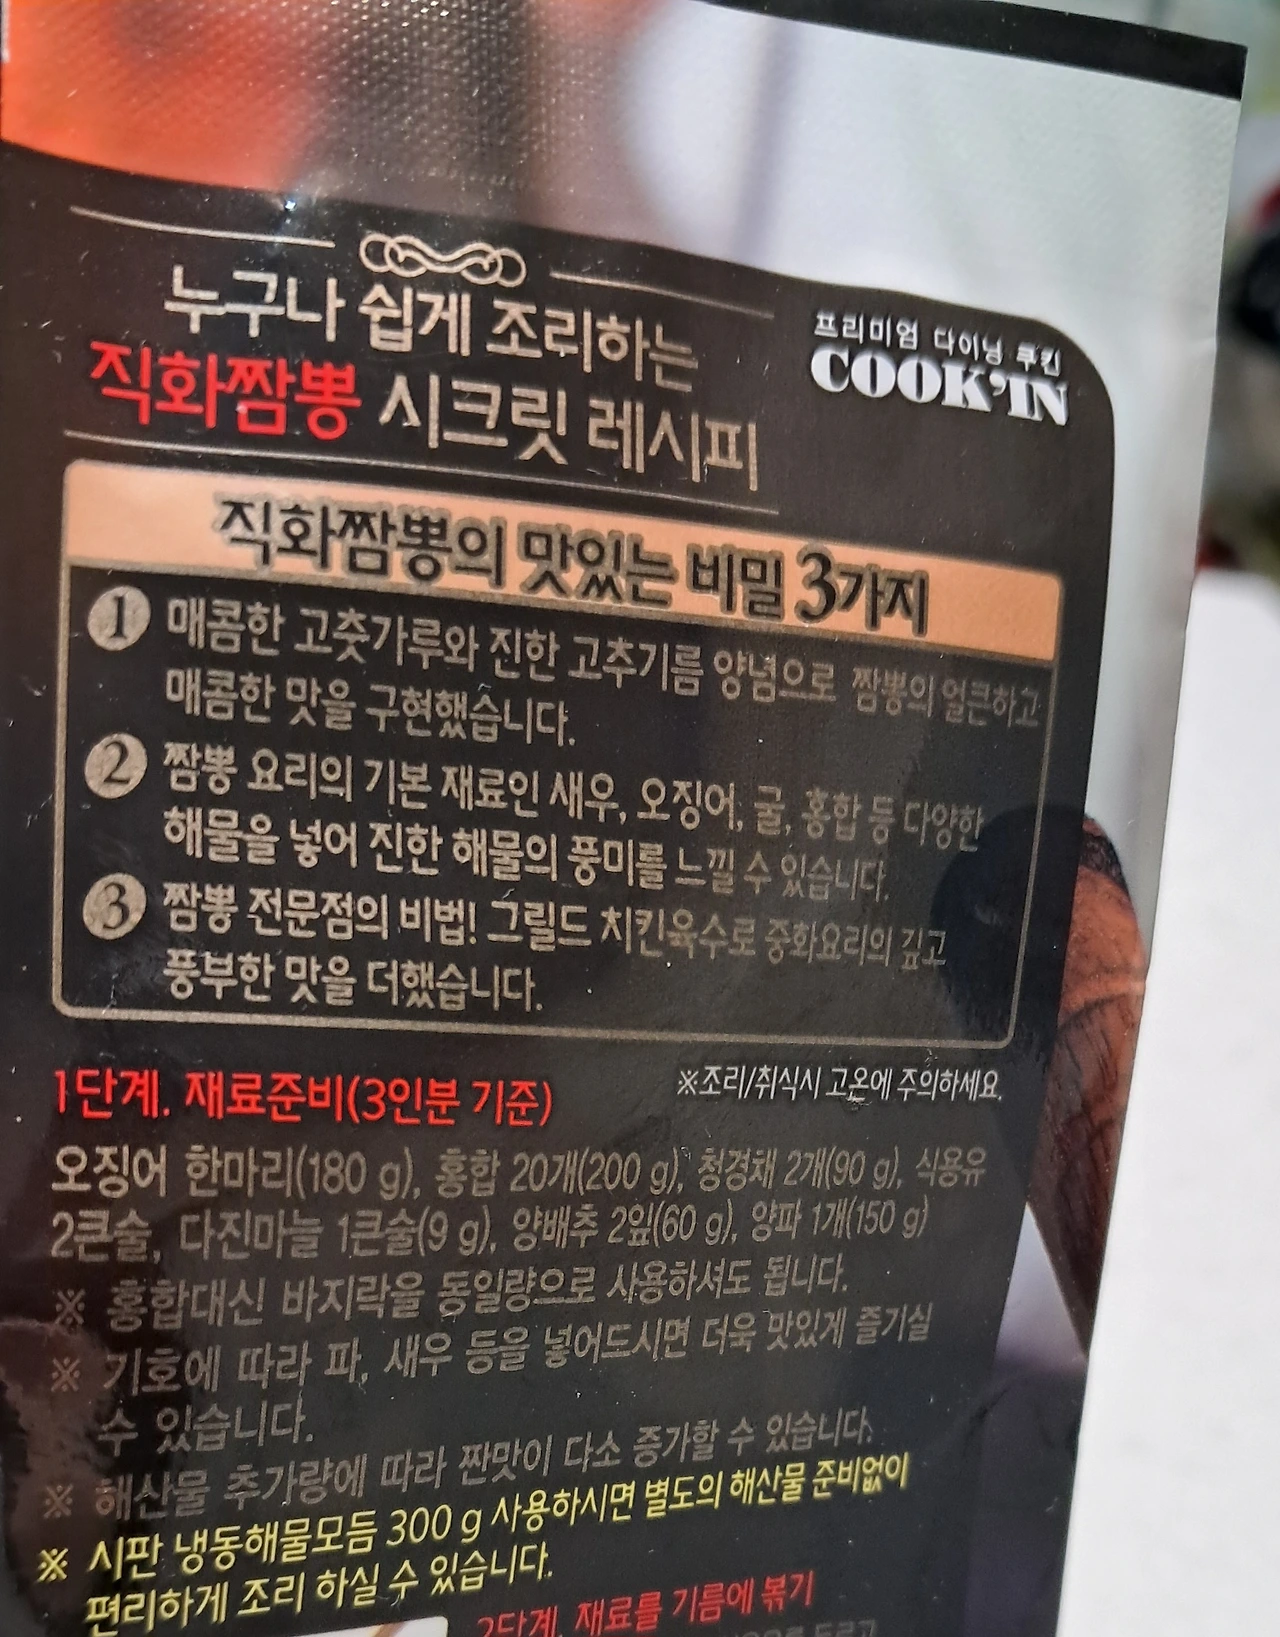 누구나 쉽게 조리하는
직화짬뽕 시크릿 레시피
프리미엄 다이닝 쿠킨
COOK'IN
직화짬뽕의 맛있는 비밀 3가지
1 매콤한 고춧가루와 진한 고추기름 양념으로 짬뽕의 얼큰하고
매콤한 맛을 구현했습니다.
2 짬뽕 요리의 기본 재료인 새우, 오징어, 굴, 홍합 등 다양한
해물을 넣어 진한 해물의 풍미를 느낄 수 있습니다.
3 짬뽕 전문점의 비법! 그릴드 치킨육수로 중화요리의 깊고
풍부한 맛을 더했습니다.
※조리/취식시 고온에 주의하세요.
1단계. 재료준비(3인분 기준)
오징어 한마리(180 g), 홍합 20개(200 g), 청경채 2개(90 g), 식용유
2큰술, 다진마늘 1큰술(9 g), 양배추 2잎(60 g), 양파 1개(150 g)
※ 홍합대신 바지락을 동일량으로 사용하셔도 됩니다.
※ 기호에 따라 파, 새우 등을 넣어드시면 더욱 맛있게 즐기실
수 있습니다.
※ 해산물 추가량에 따라 짠맛이 다소 증가할 수 있습니다.
※ 시판 냉동해물모듬 300 g 사용하시면 별도의 해산물 준비없이
편리하게 조리 하실 수 있습니다.
2단계. 재료를 기름에 볶기